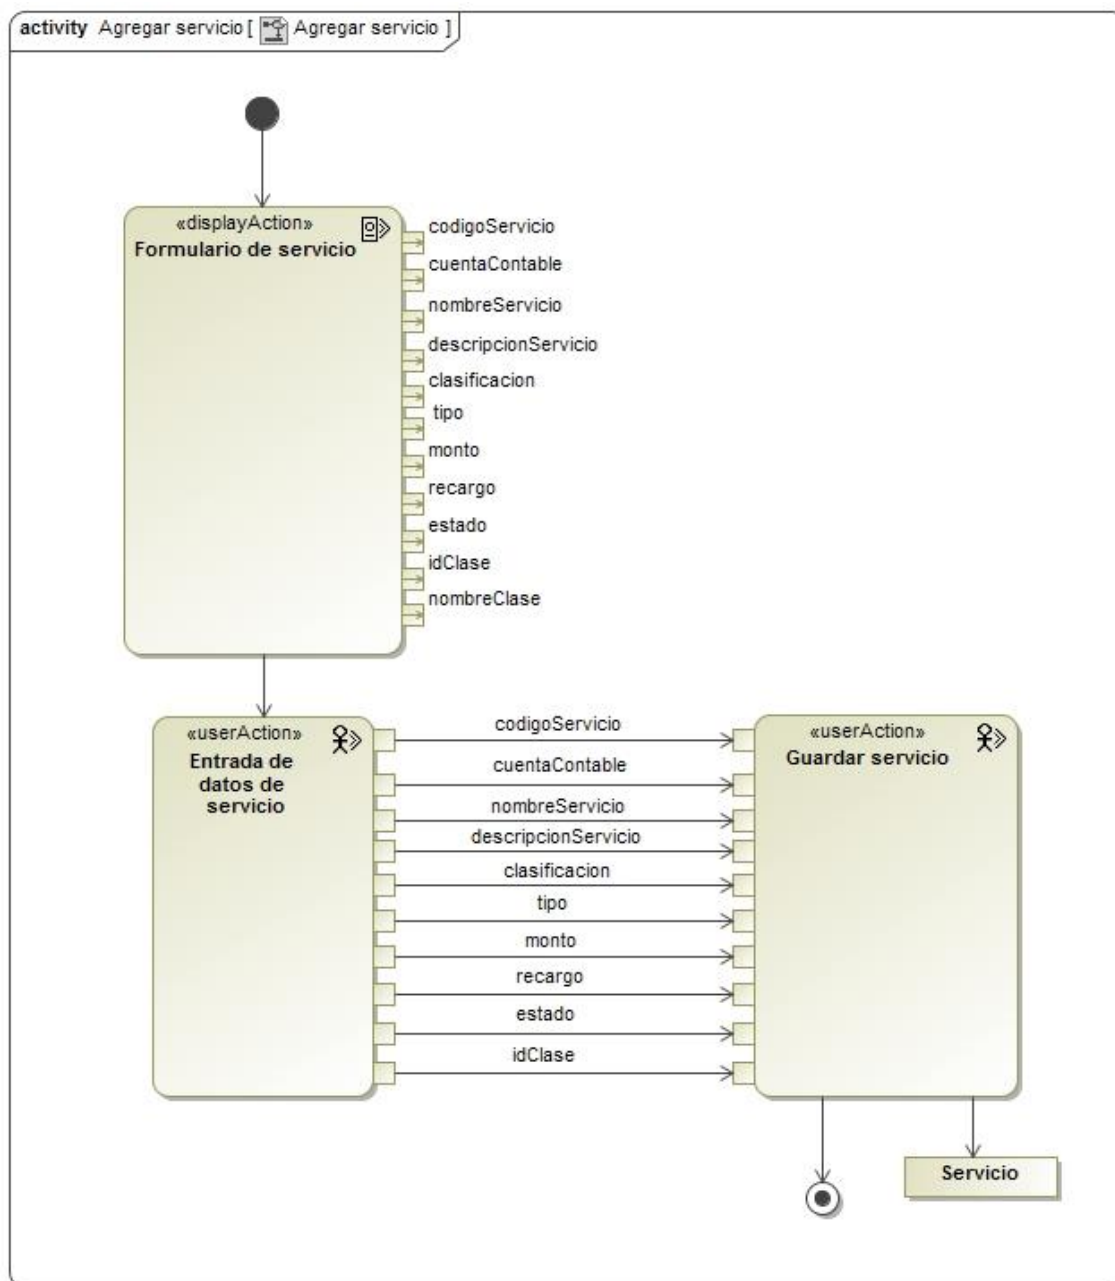 activity Agregar servicio [ Agregar servicio ]
«displayAction»
Formulario de servicio
codigoServicio
cuentaContable
nombreServicio
descripcionServicio
clasificacion
tipo
monto
recargo
estado
idClase
nombreClase
«userAction»
Entrada de
datos de
servicio
codigoServicio
cuentaContable
nombreServicio
descripcionServicio
clasificacion
tipo
monto
recargo
estado
idClase
«userAction»
Guardar servicio
Servicio